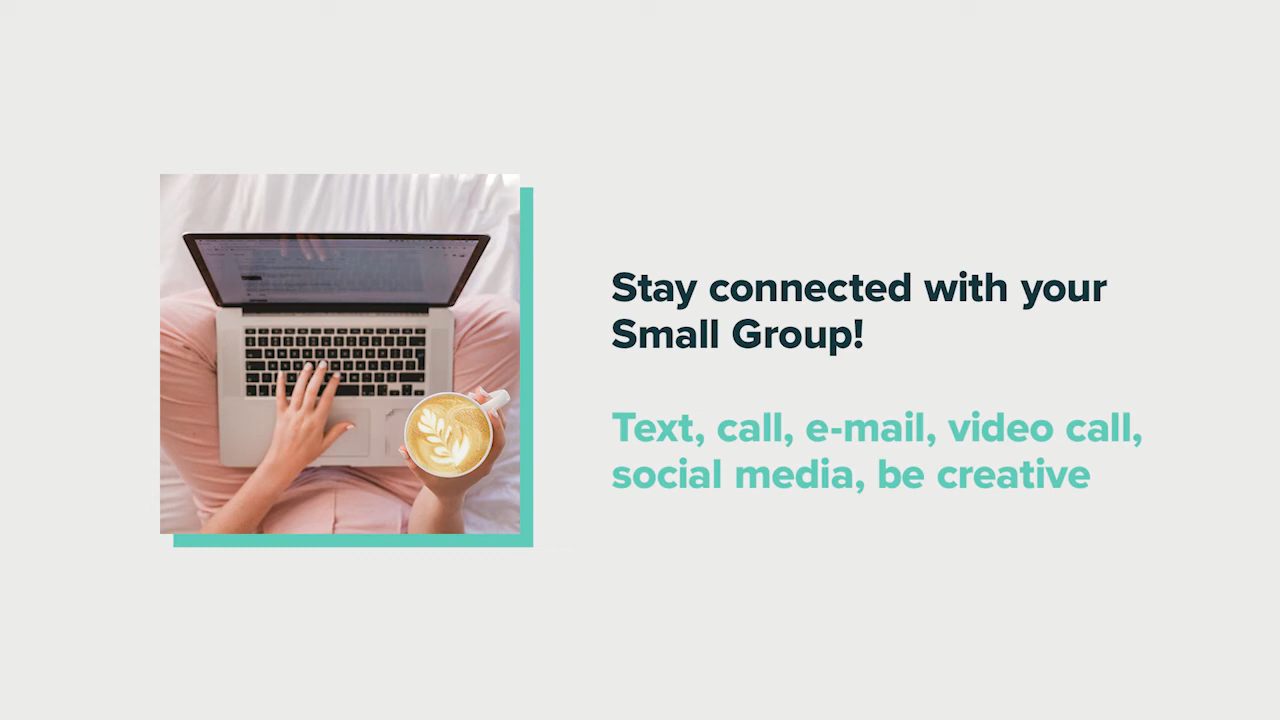 Stay connected with your
Small Group!
Text, call, e-mail, video call,
social media, be creative